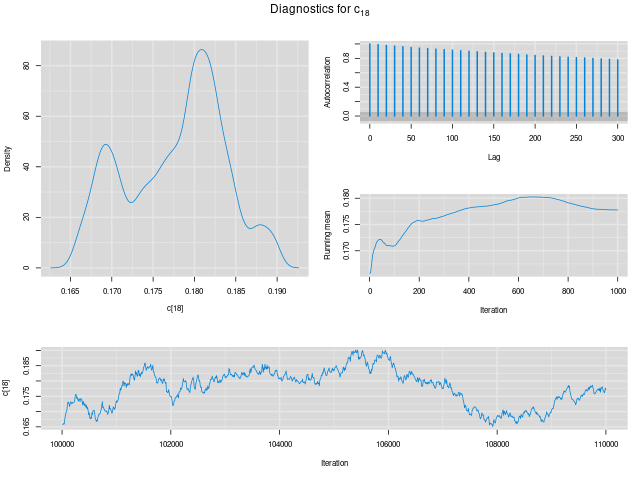 Diagnostics for c18
Density
0 20 40 60 80
0.165 0.170 0.175 0.180 0.185 0.190
c[18]
Autocorrelation
0.0 0.4 0.8
0 50 100 150 200 250 300
Lag
Running mean
0.170 0.175 0.180
0 200 400 600 800 1000
Iteration
c[18]
0.165 0.175 0.185
100000 102000 104000 106000 108000 110000
Iteration